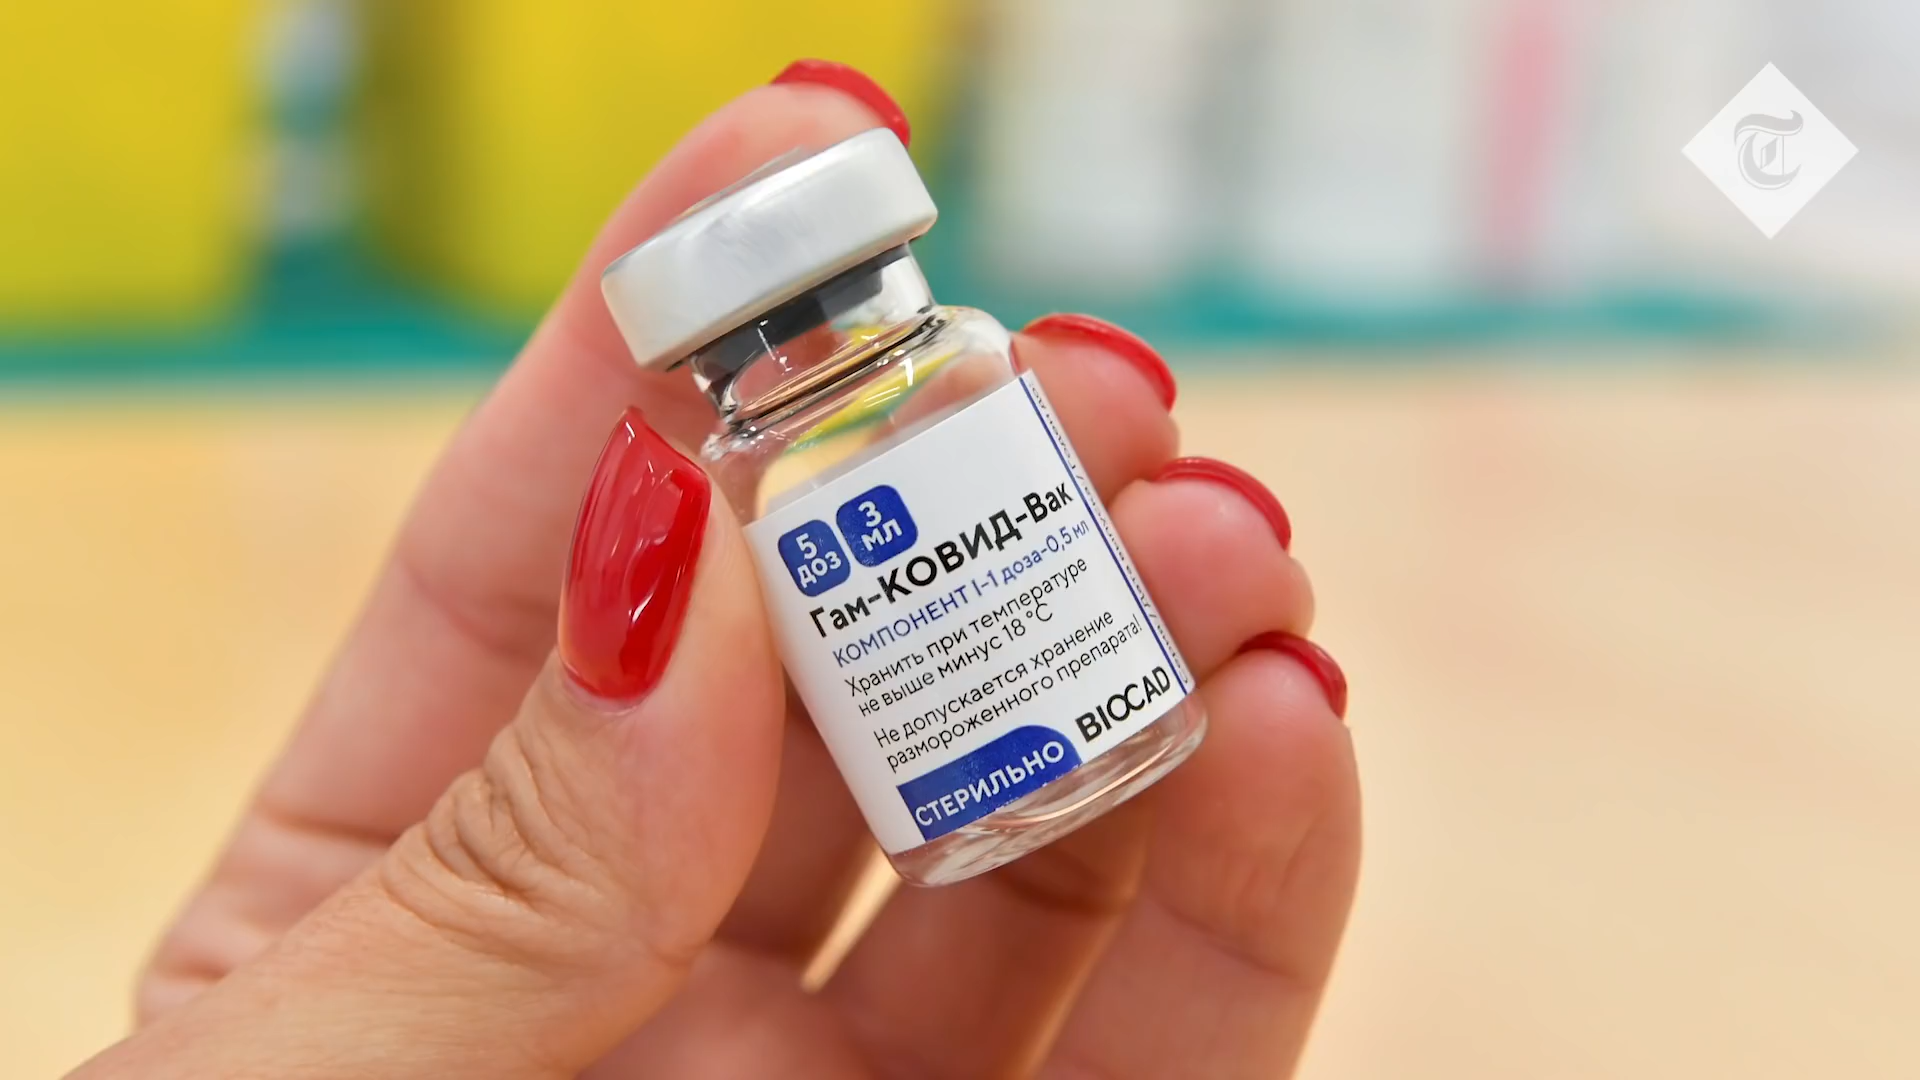 5 доз
3 мл
Гам-КОВИД-Вак
КОМПОНЕНТ I-1 доза-0,5 мл
Хранить при температуре
не выше минус 18 °С
Не допускается хранение
размороженного препарата!
BIOCAD
СТЕРИЛЬНО
T